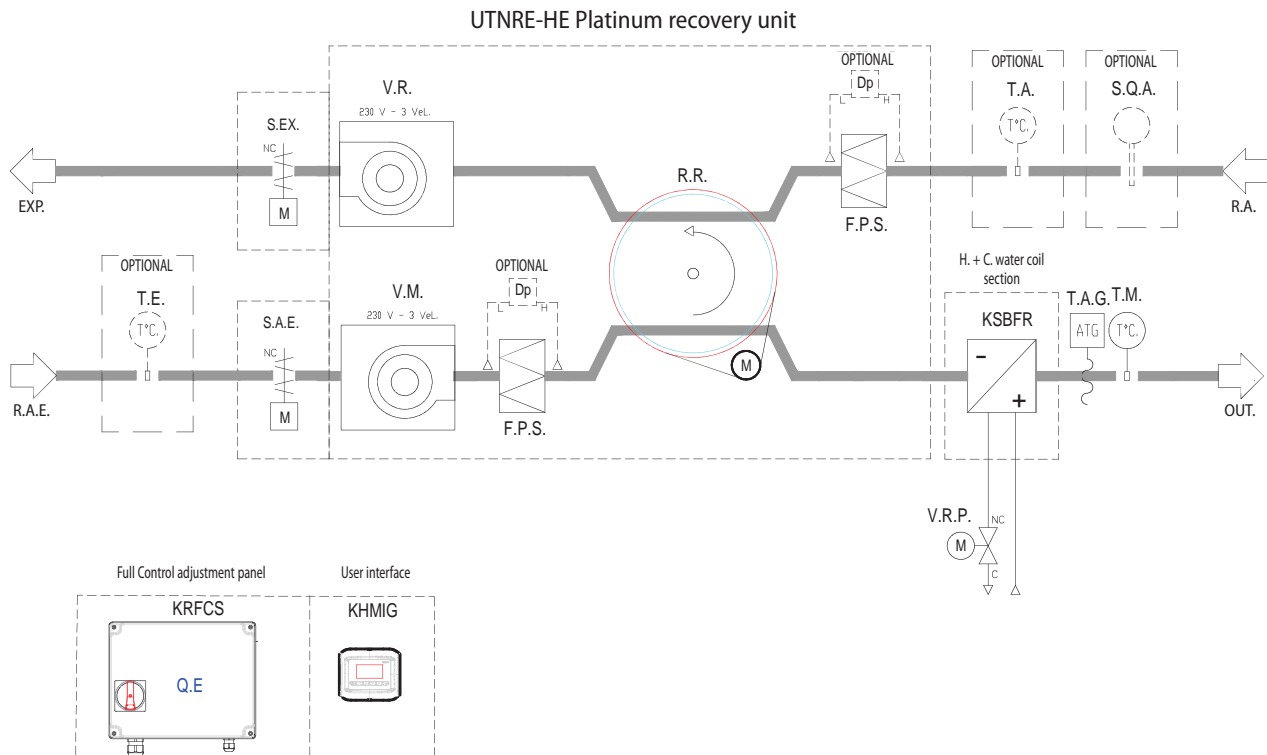 UTNRE-HE Platinum recovery unit
OPTIONAL
Dp
L H
OPTIONAL
T.A.
T°C.
OPTIONAL
S.Q.A.
V.R.
230 V - 3 VeL.
S.EX.
NC
M
EXP.
R.R.
F.P.S.
R.A.
OPTIONAL
T.E.
T°C.
S.A.E.
NC
M
V.M.
230 V - 3 VeL.
OPTIONAL
Dp
L H
F.P.S.
M
H. + C. water coil
section
KSBFR
- +
T.A.G.
ATG
T.M.
T°C.
R.A.E.
OUT.
V.R.P.
NC
M
C
Full Control adjustment panel
KRFCS
Q.E
User interface
KHMIG